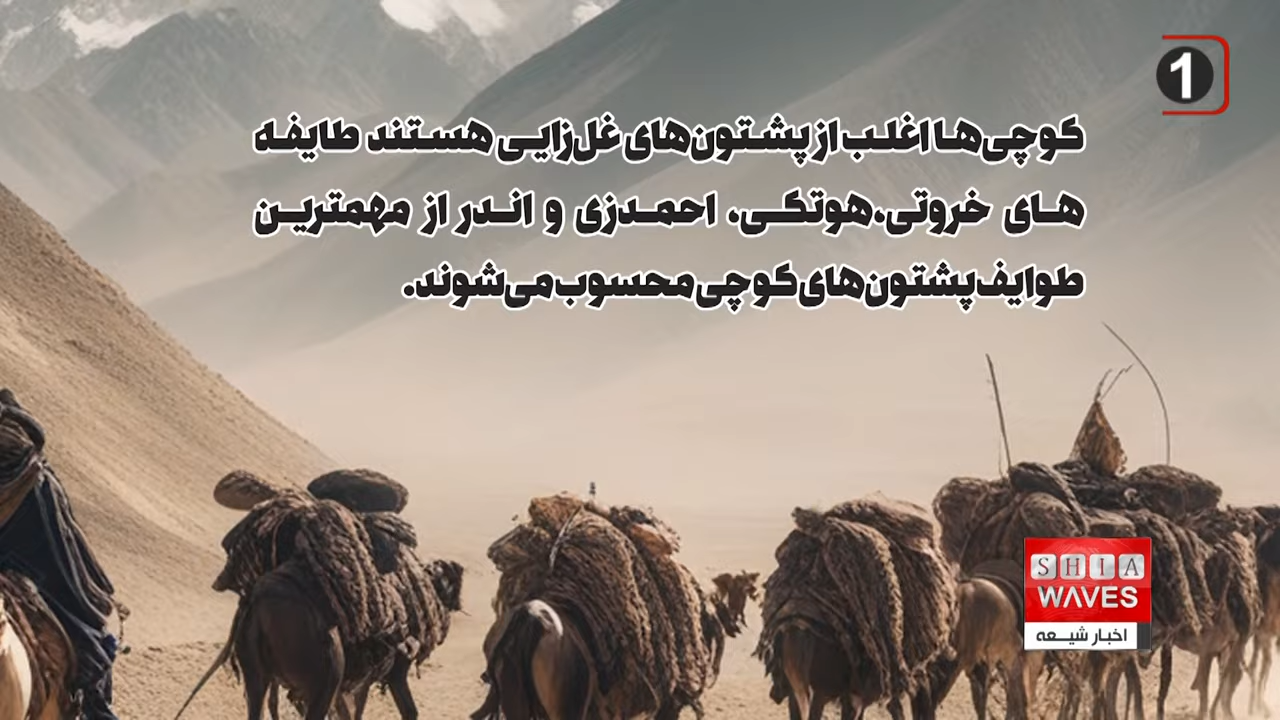 1
کوچی‌ها اغلب از پشتون‌های غل‌زایی هستند طایفه
های خروتی،هوتکی، احمدزی و اندر از مهمترین
طوایف پشتون‌های کوچی محسوب می‌شوند.
SHIA
WAVES
اخبار شیعه